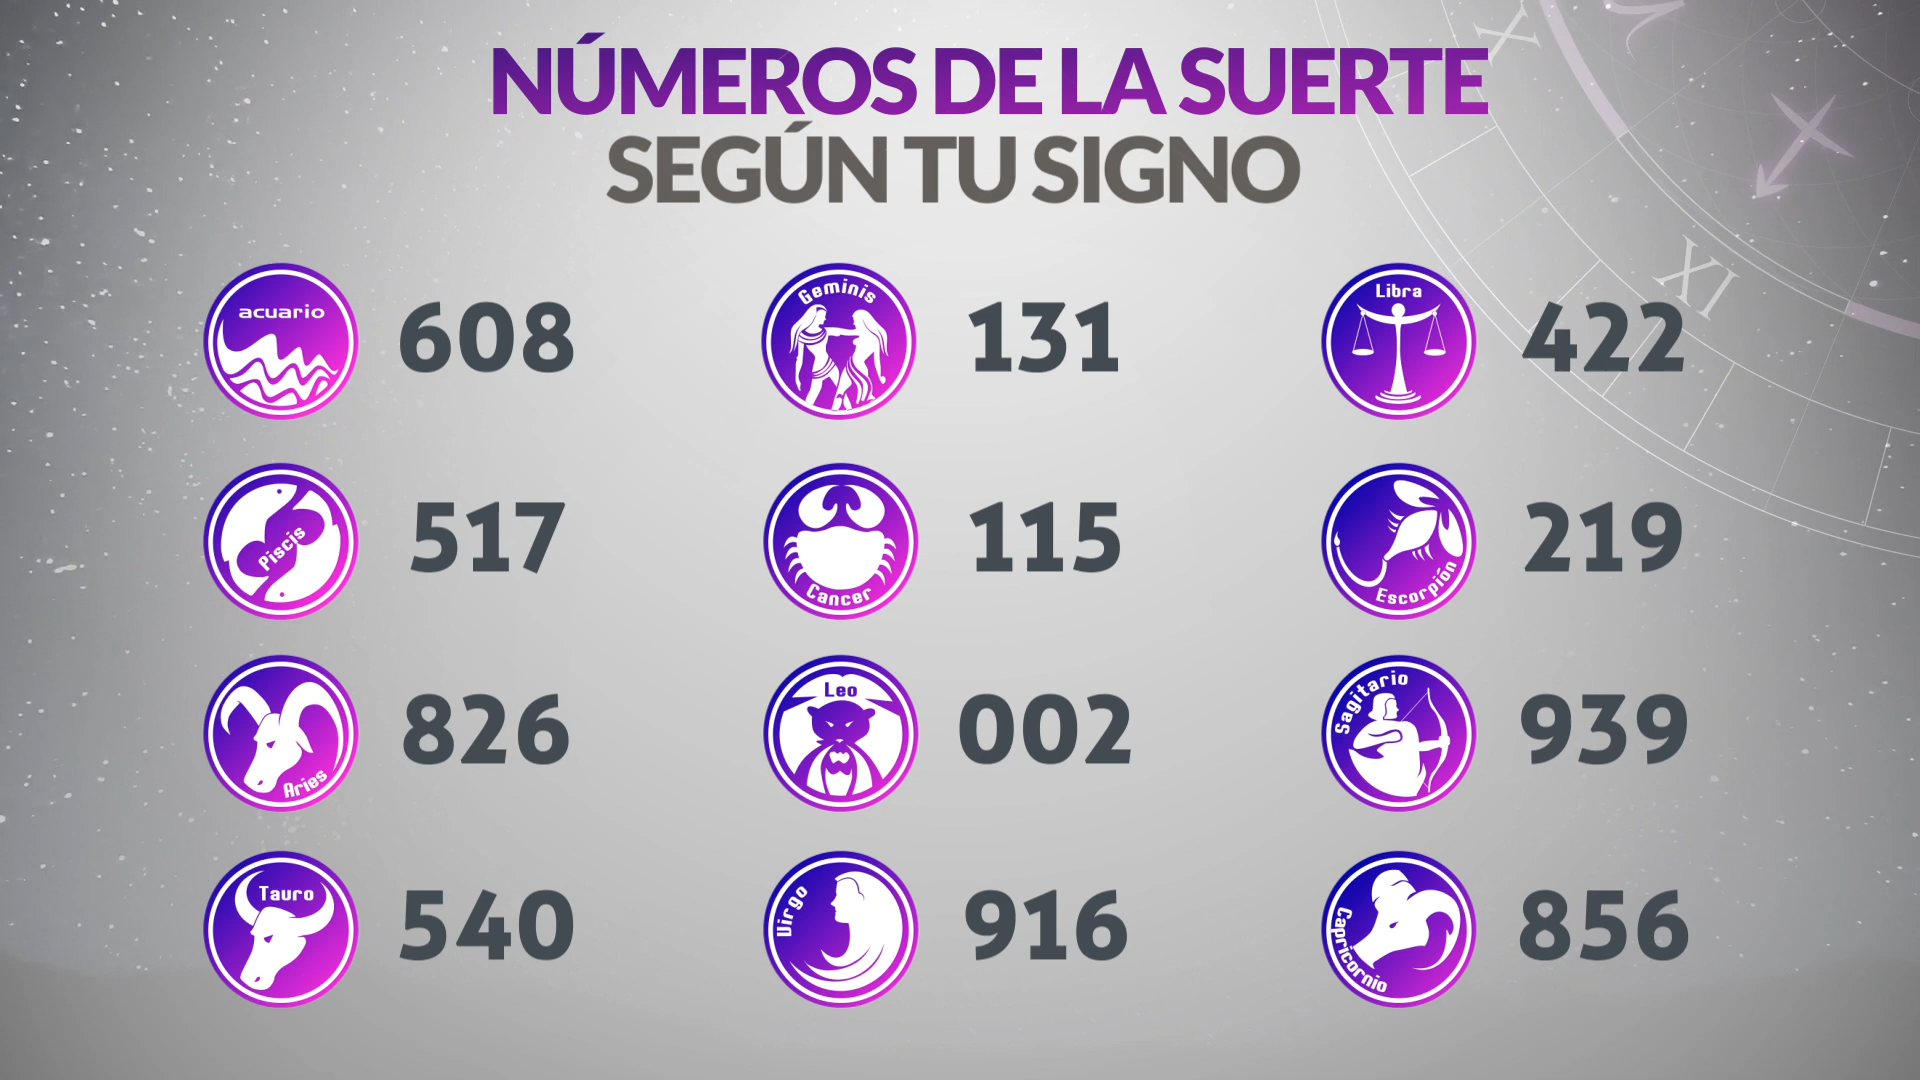 NÚMEROS DE LA SUERTE
SEGÚN TU SIGNO
acuario 608
Geminis 131
Libra 422
Piscis 517
Cancer 115
Escorpión 219
Aries 826
Leo 002
Sagitario 939
Tauro 540
Virgo 916
Capricornio 856
X
XI